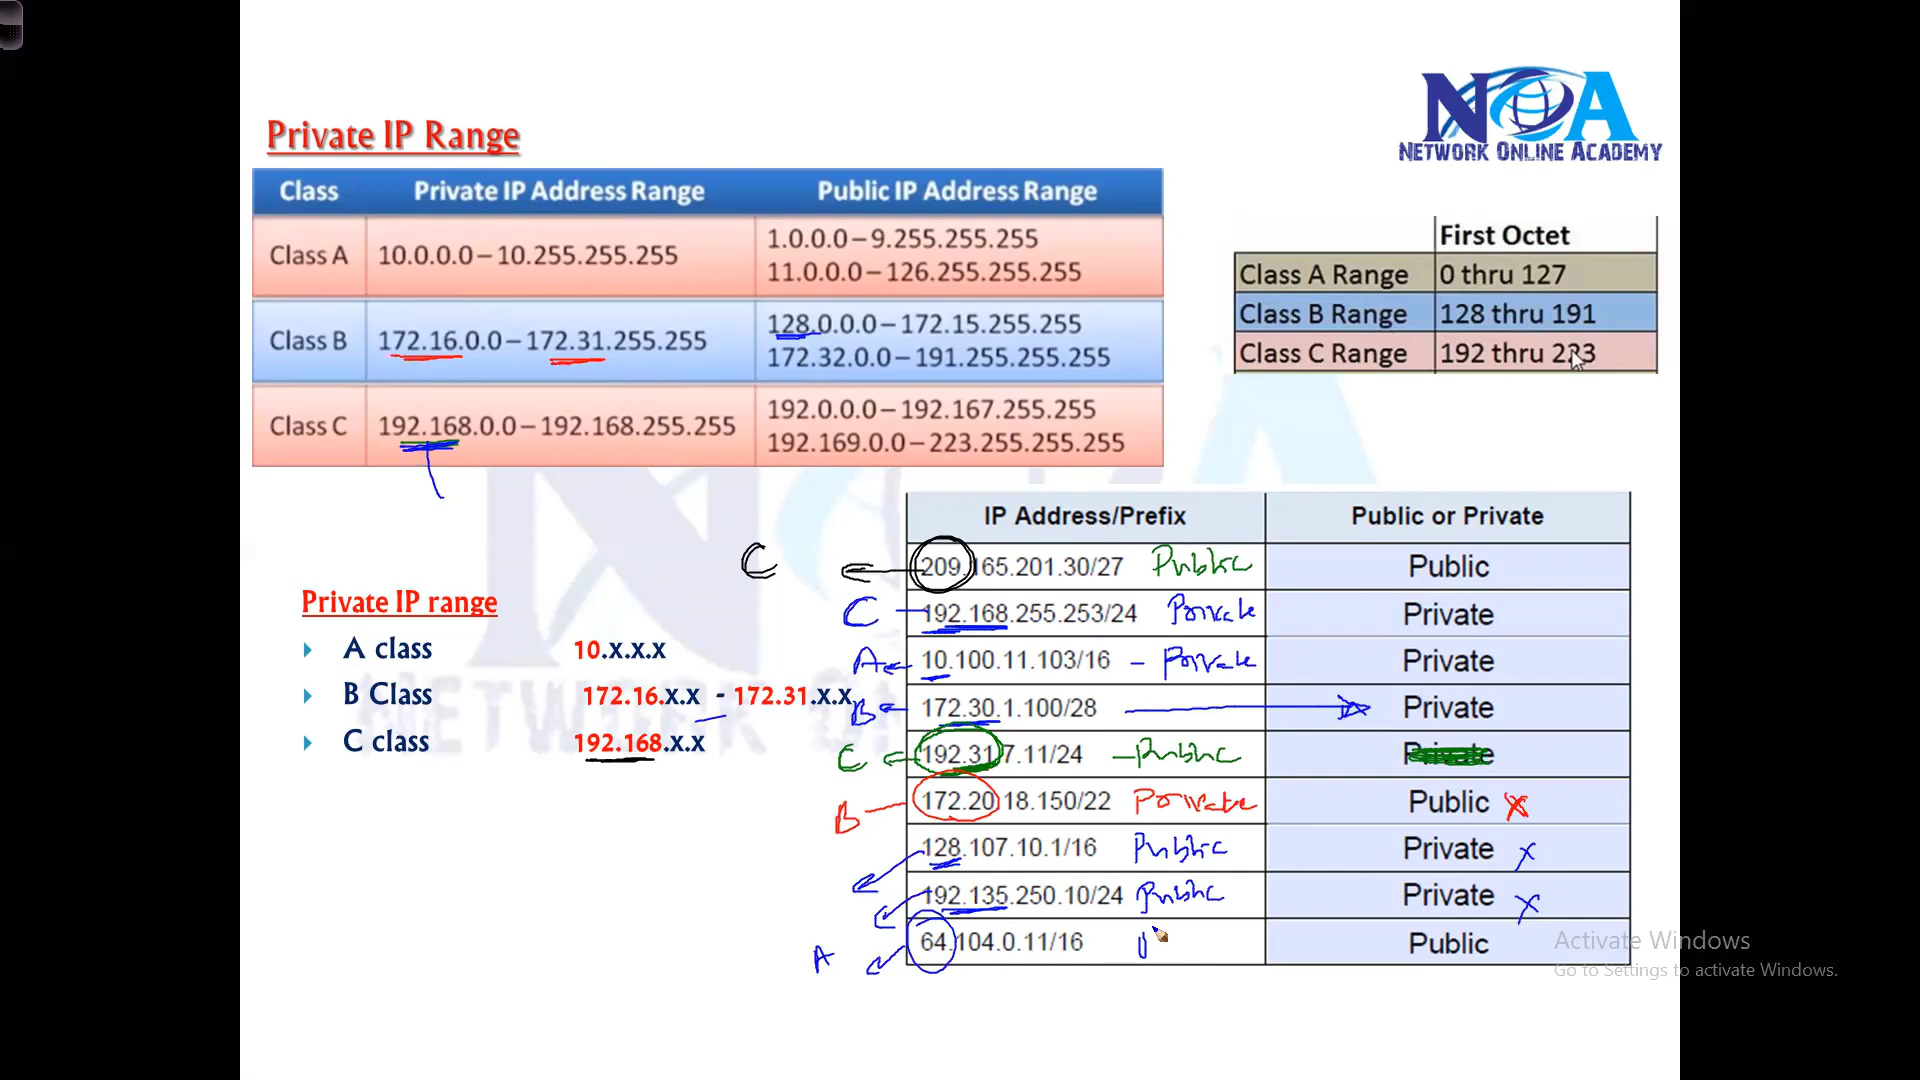 NOA
NETWORK ONLINE ACADEMY
Private IP Range
Class Private IP Address Range Public IP Address Range
Class A 10.0.0.0 – 10.255.255.255 1.0.0.0 – 9.255.255.255
11.0.0.0 – 126.255.255.255
Class B 172.16.0.0 – 172.31.255.255 128.0.0.0 – 172.15.255.255
172.32.0.0 – 191.255.255.255
Class C 192.168.0.0 – 192.168.255.255 192.0.0.0 – 192.167.255.255
192.169.0.0 – 223.255.255.255
First Octet
Class A Range 0 thru 127
Class B Range 128 thru 191
Class C Range 192 thru 223
Private IP range
A class 10.x.x.x
B Class 172.16.x.x - 172.31.x.x
C class 192.168.x.x
IP Address/Prefix Public or Private
C 209.165.201.30/27 Public Public
C 192.168.255.253/24 Private Private
A 10.100.11.103/16 - Private Private
B 172.30.1.100/28 Private
C 192.31.7.11/24 - Public Private
B 172.20.18.150/22 Private Public X
128.107.10.1/16 Public Private X
192.135.250.10/24 Public Private X
A 64.104.0.11/16 Public
Activate Windows
Go to Settings to activate Windows.